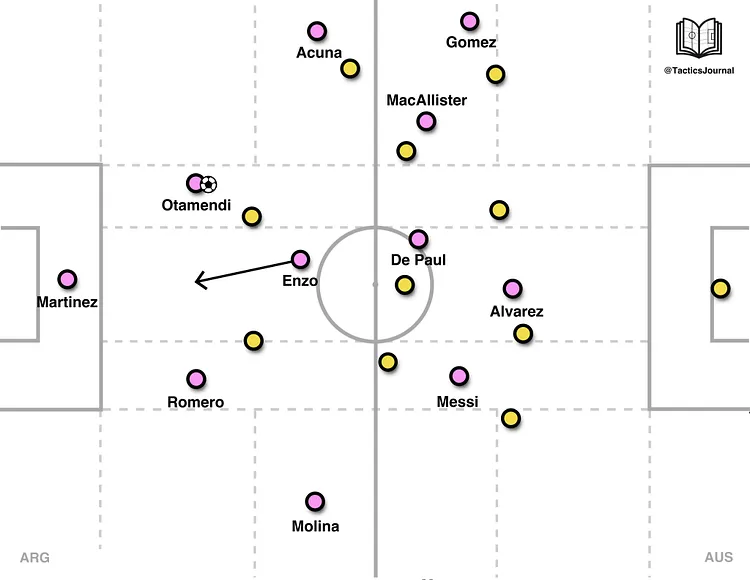 Acuna
Gomez
@TacticsJournal
MacAllister
Otamendi
De Paul
Enzo
Martinez
Alvarez
Romero
Messi
Molina
ARG
AUS